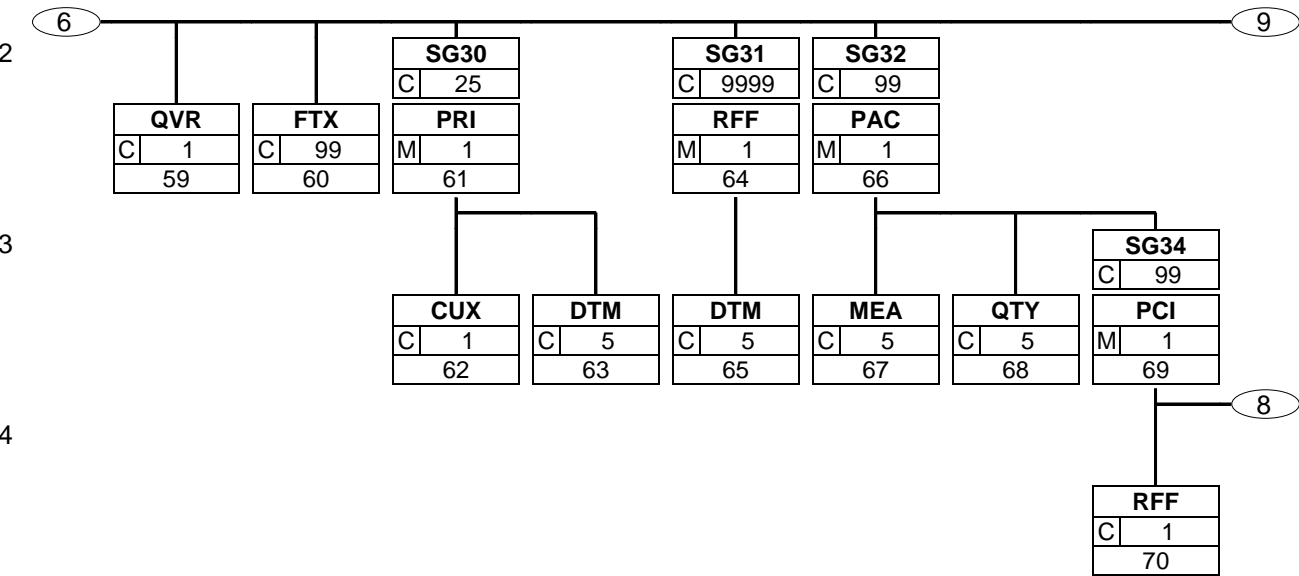 6 9
2 SG30 SG31 SG32
C 25 C 9999 C 99
QVR FTX PRI RFF PAC
C 1 C 99 M 1 M 1 M 1
59 60 61 64 66
3 SG34
C 99
CUX DTM DTM MEA QTY PCI
C 1 C 5 C 5 C 5 C 5 M 1
62 63 65 67 68 69
8
4
RFF
C 1
70